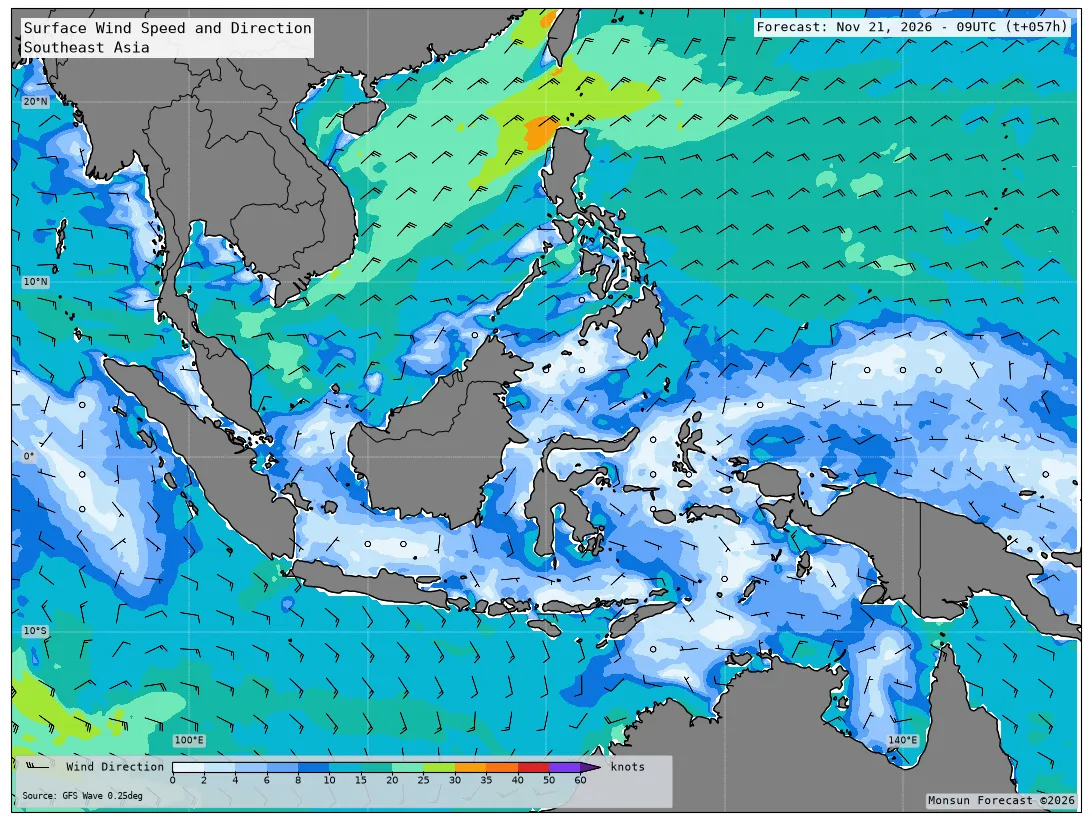 Surface Wind Speed and Direction
Southeast Asia
Forecast: Nov 21, 2026 - 09UTC (t+057h)
20°N
10°N
0°
10°S
100°E
140°E
Wind Direction
0 2 4 6 8 10 15 20 25 30 35 40 50 60
knots
Source: GFS Wave 0.25deg
Monsun Forecast ©2026